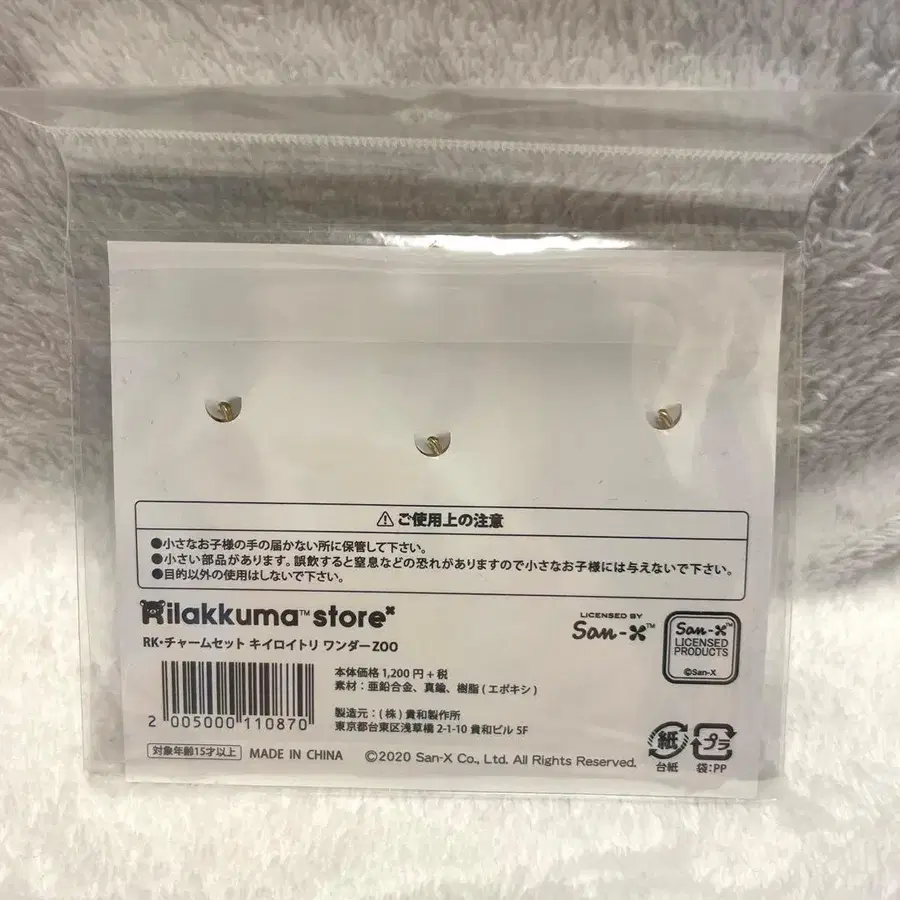 ⚠ ご使用上の注意
●小さなお子様の手の届かない所に保管して下さい。
●小さい部品があります。誤飲すると窒息などの恐れがありますので小さなお子様には与えないで下さい。
●目的以外の使用はしないで下さい。
Rilakkuma™ store
RK・チャームセット キイロイトリ ワンダーZOO
2 005000 110870
本体価格 1,200 円 + 税
素材：亜鉛合金、真鍮、樹脂 ( エポキシ )
製造元：( 株 ) 貴和製作所
東京都台東区浅草橋 2-1-10 貴和ビル 5F
対象年齢15才以上 MADE IN CHINA ©2020 San-X Co., Ltd. All Rights Reserved.
LICENSED BY
San-X™
San-X™
LICENSED
PRODUCTS
©San-X
紙
台紙
プラ
袋：PP